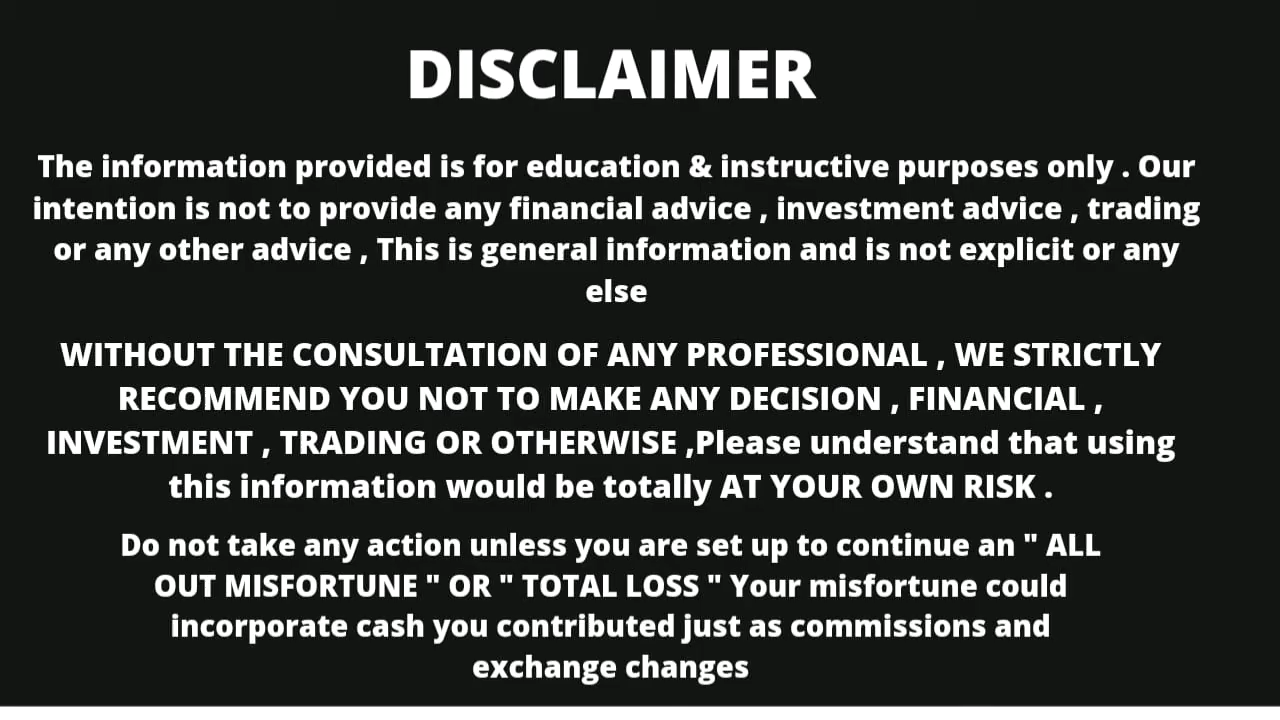 DISCLAIMER
The information provided is for education & instructive purposes only . Our
intention is not to provide any financial advice , investment advice , trading
or any other advice , This is general information and is not explicit or any
else
WITHOUT THE CONSULTATION OF ANY PROFESSIONAL , WE STRICTLY
RECOMMEND YOU NOT TO MAKE ANY DECISION , FINANCIAL ,
INVESTMENT , TRADING OR OTHERWISE ,Please understand that using
this information would be totally AT YOUR OWN RISK .
Do not take any action unless you are set up to continue an " ALL
OUT MISFORTUNE " OR " TOTAL LOSS " Your misfortune could
incorporate cash you contributed just as commissions and
exchange changes